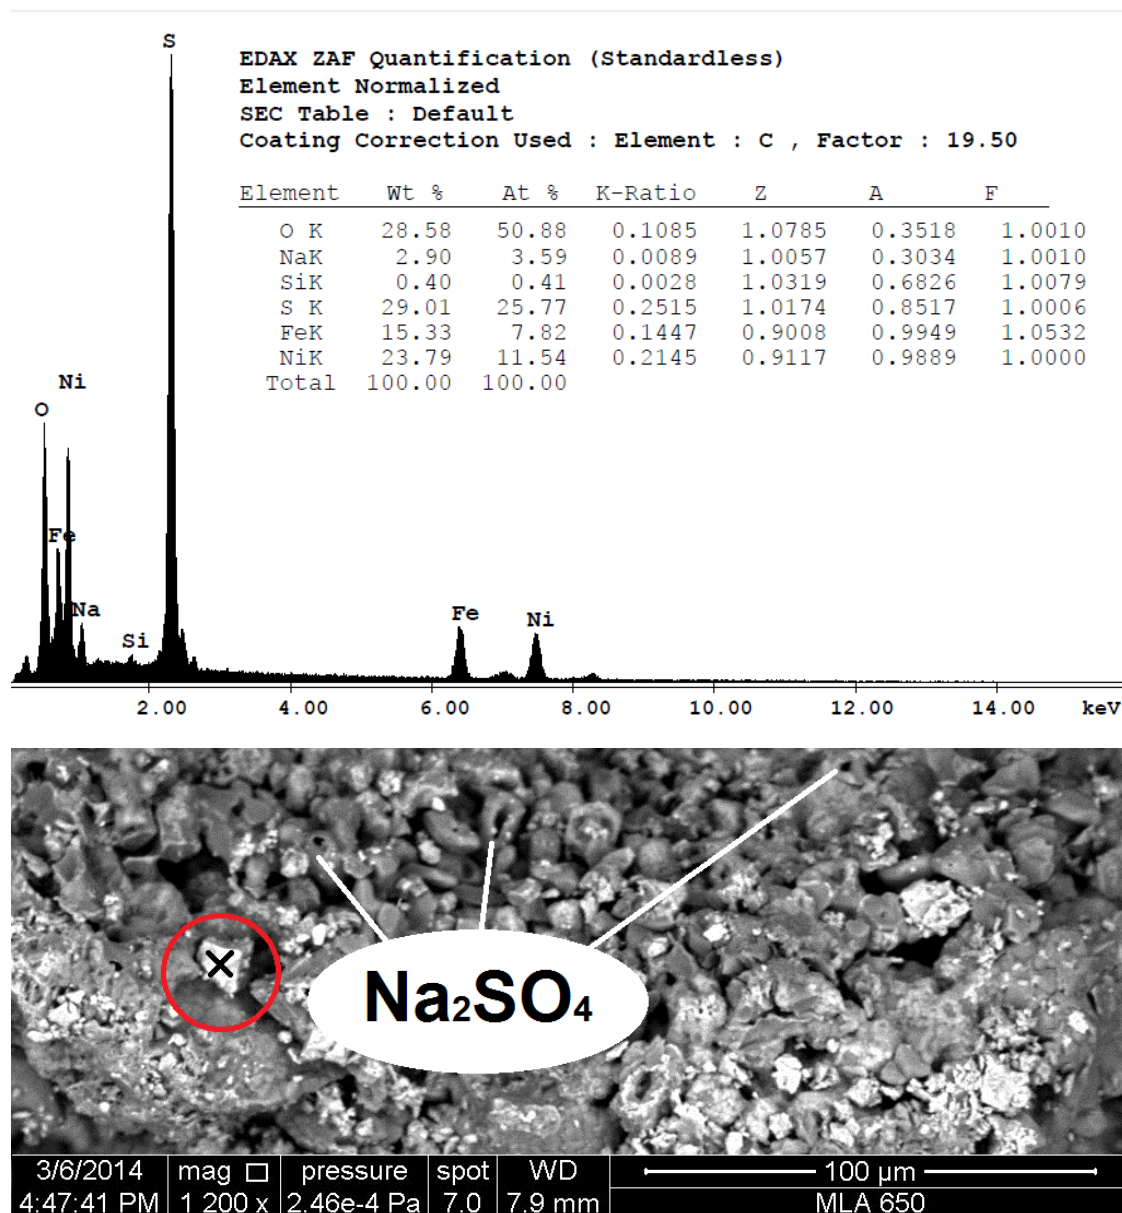 S
EDAX ZAF Quantification (Standardless)
Element Normalized
SEC Table : Default
Coating Correction Used : Element : C , Factor : 19.50
Element Wt % At % K-Ratio Z A F
O K 28.58 50.88 0.1085 1.0785 0.3518 1.0010
NaK 2.90 3.59 0.0089 1.0057 0.3034 1.0010
SiK 0.40 0.41 0.0028 1.0319 0.6826 1.0079
S K 29.01 25.77 0.2515 1.0174 0.8517 1.0006
FeK 15.33 7.82 0.1447 0.9008 0.9949 1.0532
NiK 23.79 11.54 0.2145 0.9117 0.9889 1.0000
Total 100.00 100.00
Ni
O
Fe
Na
Si
Fe
Ni
2.00 4.00 6.00 8.00 10.00 12.00 14.00 keV
Na₂SO₄
3/6/2014 mag pressure spot WD 100 µm
4:47:41 PM 1 200 x 2.46e-4 Pa 7.0 7.9 mm MLA 650